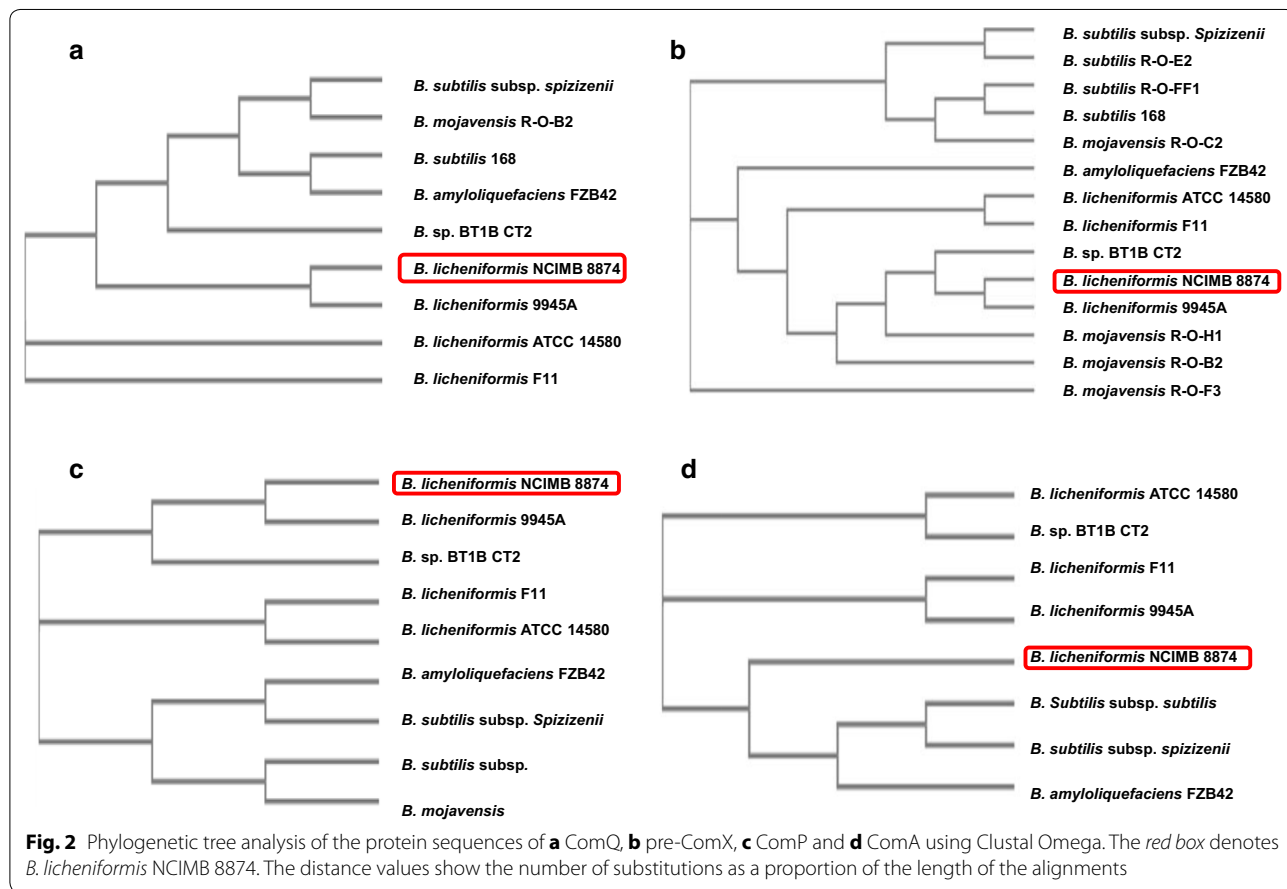 a
B. subtilis subsp. spizizenii
B. mojavensis R-O-B2
B. subtilis 168
B. amyloliquefaciens FZB42
B. sp. BT1B CT2
B. licheniformis NCIMB 8874
B. licheniformis 9945A
B. licheniformis ATCC 14580
B. licheniformis F11
b
B. subtilis subsp. Spizizenii
B. subtilis R-O-E2
B. subtilis R-O-FF1
B. subtilis 168
B. mojavensis R-O-C2
B. amyloliquefaciens FZB42
B. licheniformis ATCC 14580
B. licheniformis F11
B. sp. BT1B CT2
B. licheniformis NCIMB 8874
B. licheniformis 9945A
B. mojavensis R-O-H1
B. mojavensis R-O-B2
B. mojavensis R-O-F3
c
B. licheniformis NCIMB 8874
B. licheniformis 9945A
B. sp. BT1B CT2
B. licheniformis F11
B. licheniformis ATCC 14580
B. amyloliquefaciens FZB42
B. subtilis subsp. Spizizenii
B. subtilis subsp.
B. mojavensis
d
B. licheniformis ATCC 14580
B. sp. BT1B CT2
B. licheniformis F11
B. licheniformis 9945A
B. licheniformis NCIMB 8874
B. Subtilis subsp. subtilis
B. subtilis subsp. spizizenii
B. amyloliquefaciens FZB42
Fig. 2 Phylogenetic tree analysis of the protein sequences of a ComQ, b pre-ComX, c ComP and d ComA using Clustal Omega. The red box denotes
B. licheniformis NCIMB 8874. The distance values show the number of substitutions as a proportion of the length of the alignments